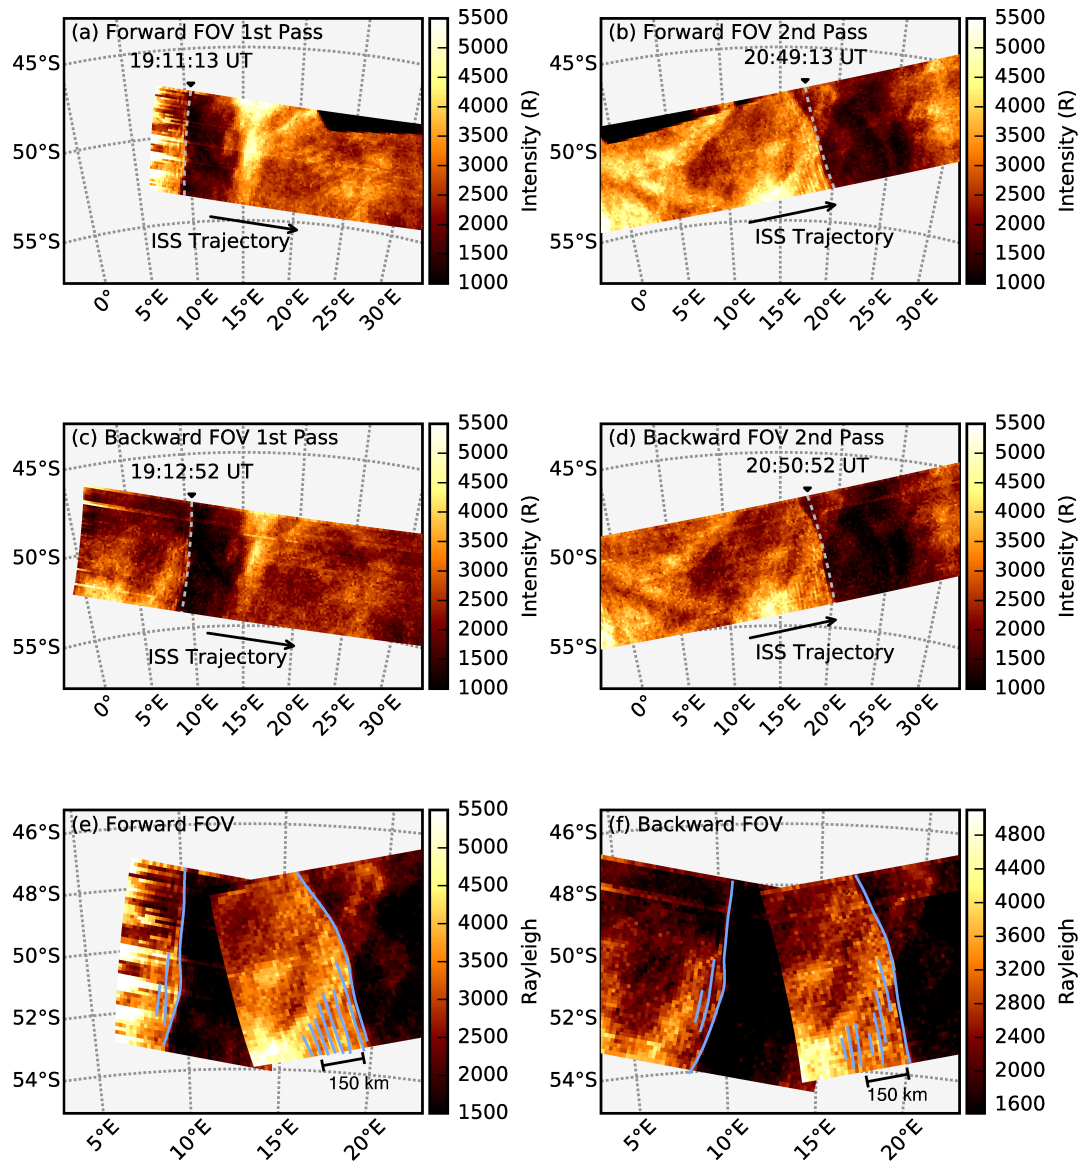 (a) Forward FOV 1st Pass
19:11:13 UT
45°S
50°S
55°S
ISS Trajectory
0°
5°E
10°E
15°E
20°E
25°E
30°E
5500
5000
4500
4000
3500
3000
2500
2000
1500
1000
Intensity (R)
(b) Forward FOV 2nd Pass
20:49:13 UT
45°S
50°S
55°S
ISS Trajectory
0°
5°E
10°E
15°E
20°E
25°E
30°E
5500
5000
4500
4000
3500
3000
2500
2000
1500
1000
Intensity (R)
(c) Backward FOV 1st Pass
19:12:52 UT
45°S
50°S
55°S
ISS Trajectory
0°
5°E
10°E
15°E
20°E
25°E
30°E
5500
5000
4500
4000
3500
3000
2500
2000
1500
1000
Intensity (R)
(d) Backward FOV 2nd Pass
20:50:52 UT
45°S
50°S
55°S
ISS Trajectory
0°
5°E
10°E
15°E
20°E
25°E
30°E
5500
5000
4500
4000
3500
3000
2500
2000
1500
1000
Intensity (R)
(e) Forward FOV
46°S
48°S
50°S
52°S
54°S
150 km
5°E
10°E
15°E
20°E
5500
5000
4500
4000
3500
3000
2500
2000
1500
Rayleigh
(f) Backward FOV
46°S
48°S
50°S
52°S
54°S
150 km
5°E
10°E
15°E
20°E
4800
4400
4000
3600
3200
2800
2400
2000
1600
Rayleigh